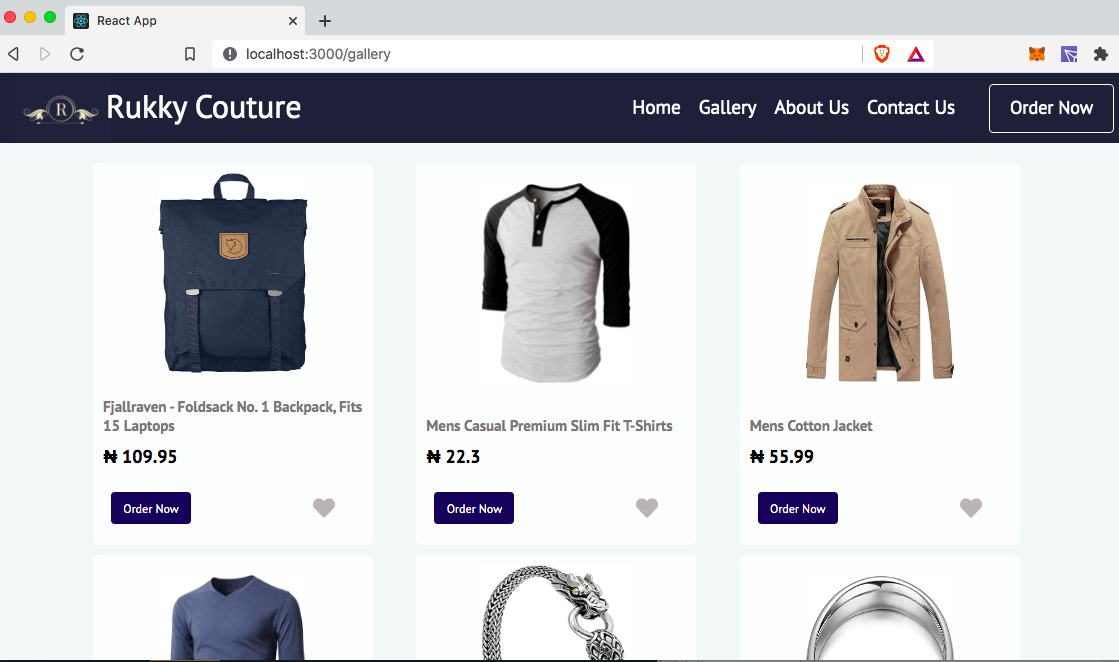 React App
localhost:3000/gallery
R
Rukky Couture
Home
Gallery
About Us
Contact Us
Order Now
Fjallraven - Foldsack No. 1 Backpack, Fits
15 Laptops
₦ 109.95
Order Now
Mens Casual Premium Slim Fit T-Shirts
₦ 22.3
Order Now
Mens Cotton Jacket
₦ 55.99
Order Now